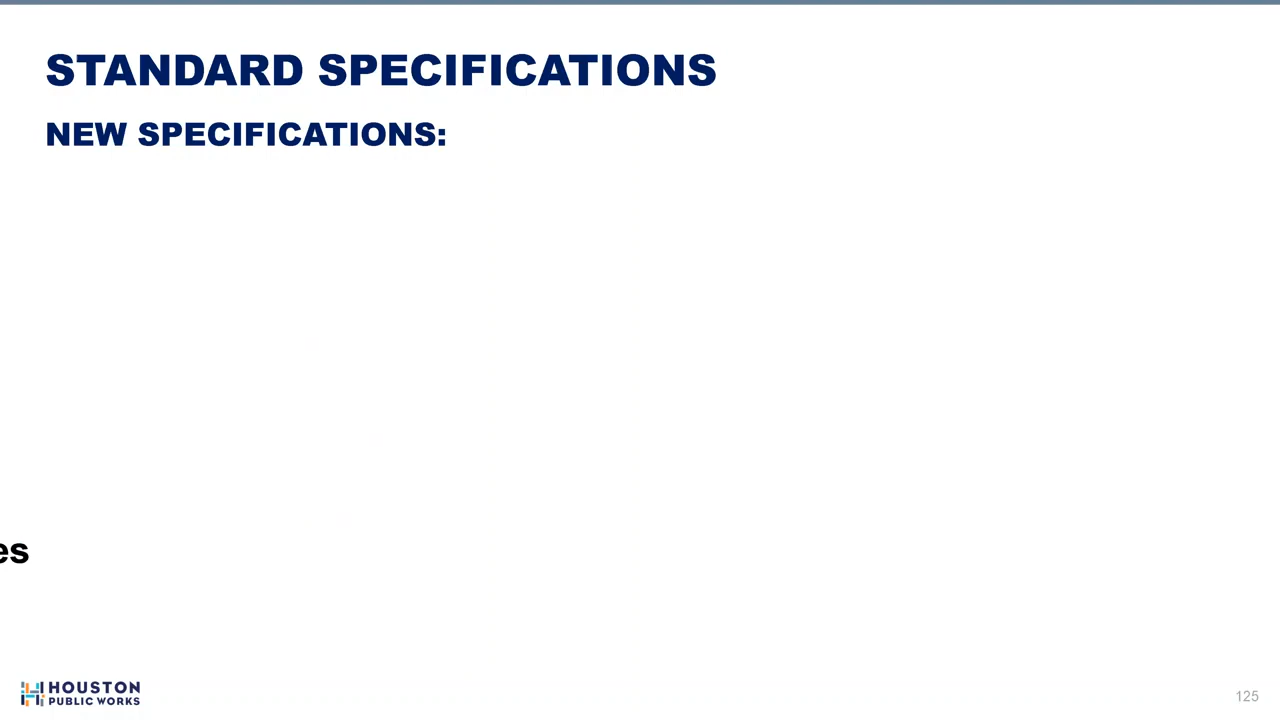 STANDARD SPECIFICATIONS
NEW SPECIFICATIONS:
es
HOUSTON
PUBLIC WORKS
125